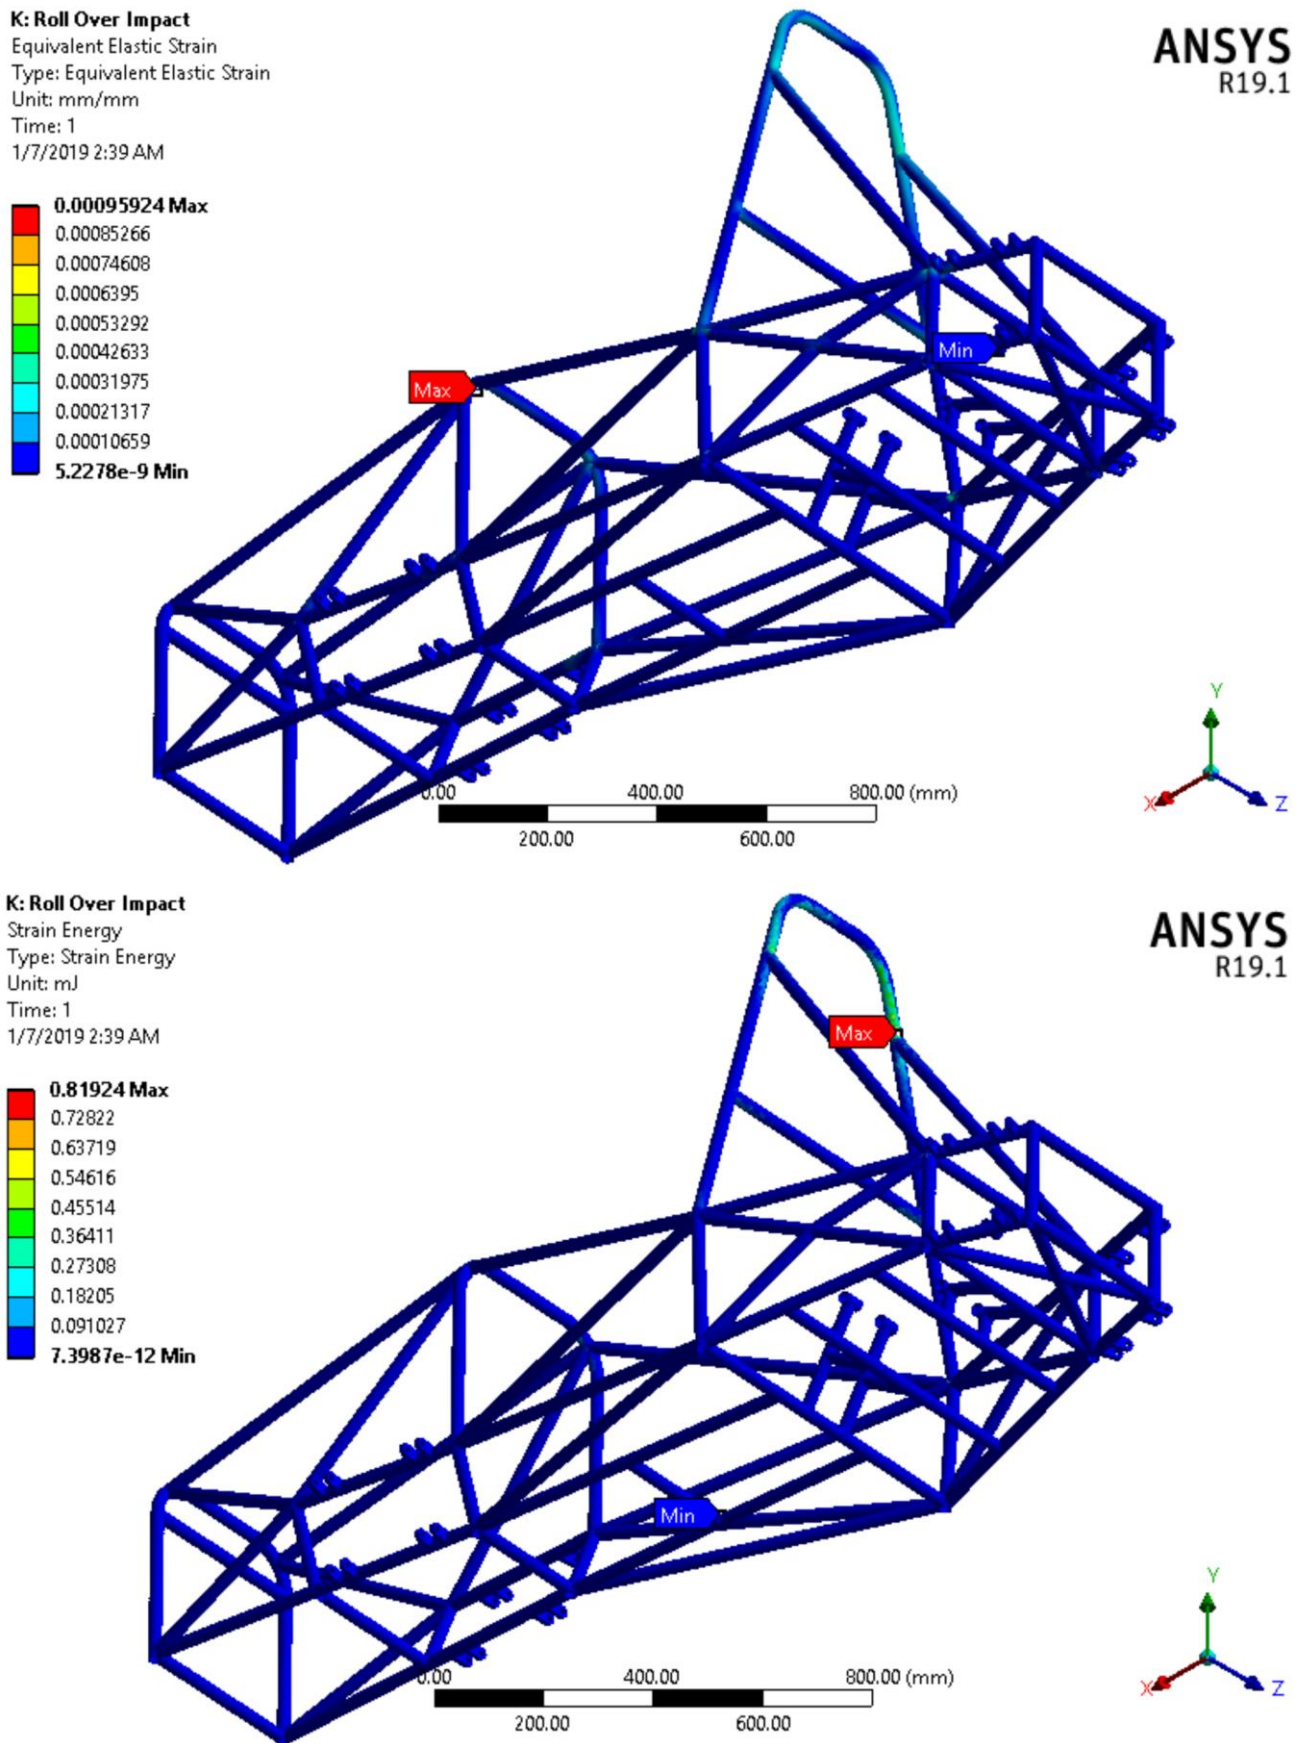 K: Roll Over Impact
Equivalent Elastic Strain
Type: Equivalent Elastic Strain
Unit: mm/mm
Time: 1
1/7/2019 2:39 AM
ANSYS
R19.1
0.00095924 Max
0.00085266
0.00074608
0.0006395
0.00053292
0.00042633
0.00031975
0.00021317
0.00010659
5.2278e-9 Min
Max
Min
0.00 400.00 800.00 (mm)
200.00 600.00
Y
X Z
K: Roll Over Impact
Strain Energy
Type: Strain Energy
Unit: mJ
Time: 1
1/7/2019 2:39 AM
ANSYS
R19.1
0.81924 Max
0.72822
0.63719
0.54616
0.45514
0.36411
0.27308
0.18205
0.091027
7.3987e-12 Min
Max
Min
0.00 400.00 800.00 (mm)
200.00 600.00
Y
X Z